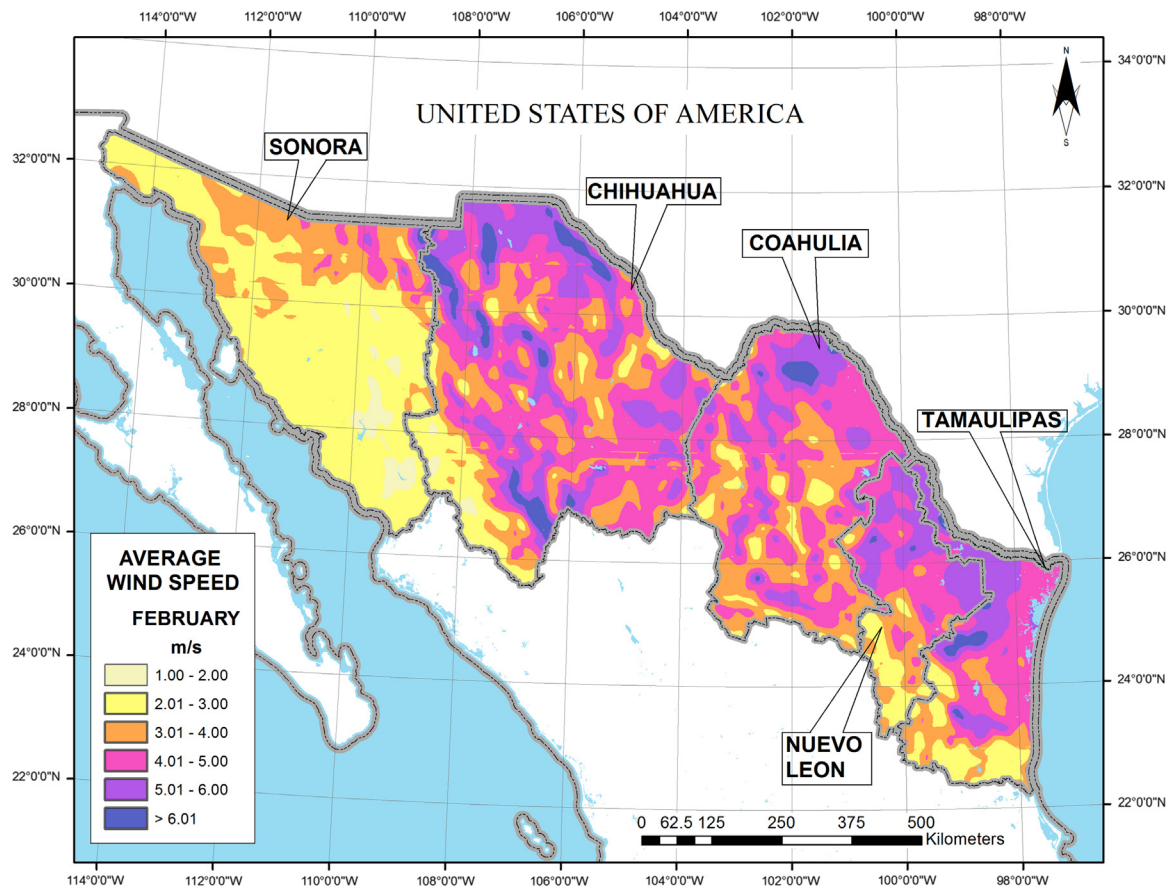 114°0'0"W 112°0'0"W 110°0'0"W 108°0'0"W 106°0'0"W 104°0'0"W 102°0'0"W 100°0'0"W 98°0'0"W
N
S
34°0'0"N
UNITED STATES OF AMERICA
SONORA
32°0'0"N
32°0'0"N
CHIHUAHUA
COAHULIA
30°0'0"N
30°0'0"N
28°0'0"N
28°0'0"N
TAMAULIPAS
26°0'0"N
26°0'0"N
24°0'0"N
24°0'0"N
22°0'0"N
22°0'0"N
NUEVO
LEON
AVERAGE
WIND SPEED
FEBRUARY
m/s
1.00 - 2.00
2.01 - 3.00
3.01 - 4.00
4.01 - 5.00
5.01 - 6.00
> 6.01
0 62.5 125 250 375 500
Kilometers
114°0'0"W 112°0'0"W 110°0'0"W 108°0'0"W 106°0'0"W 104°0'0"W 102°0'0"W 100°0'0"W 98°0'0"W